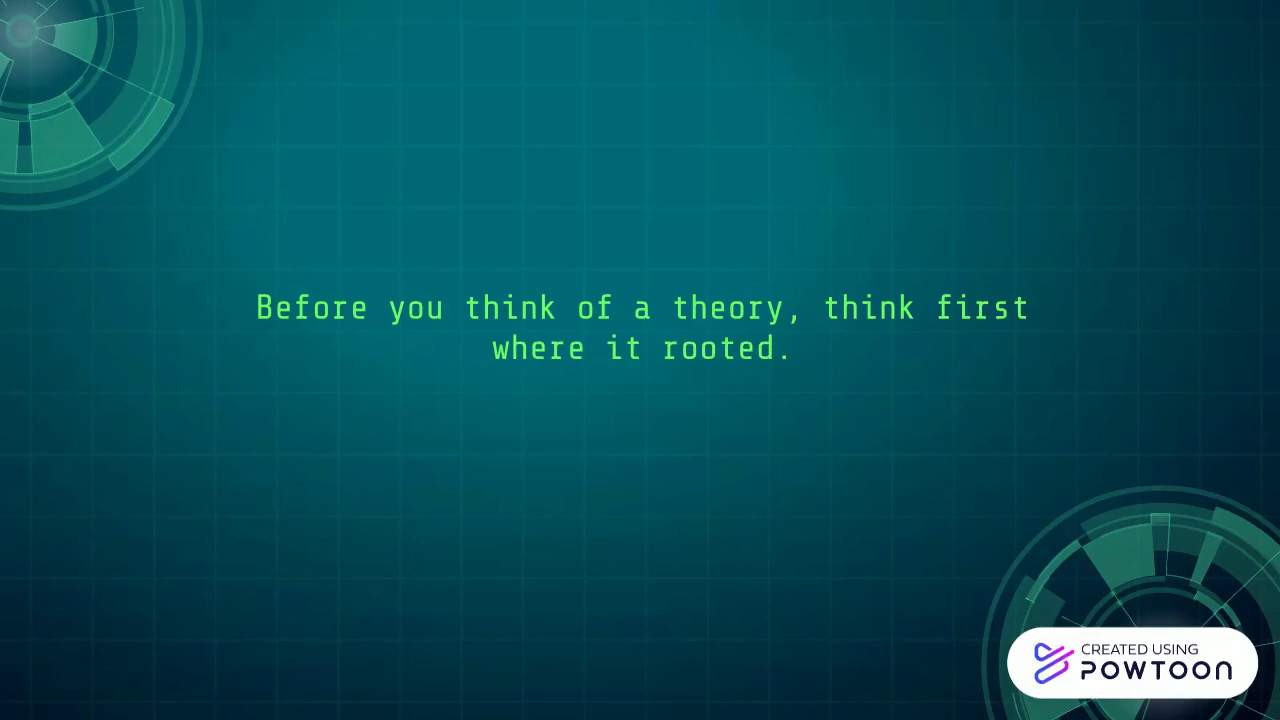 Before you think of a theory, think first
where it rooted.
CREATED USING
POWTOON